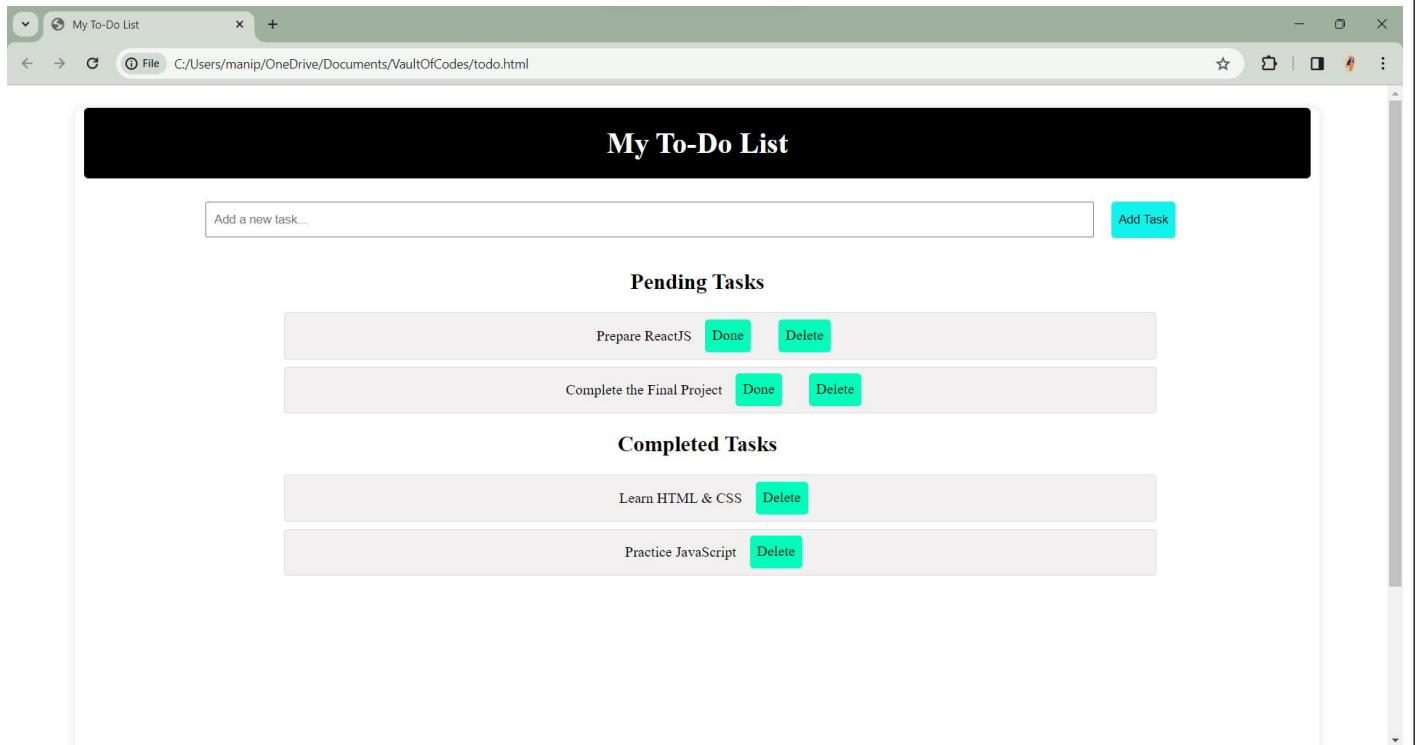 My To-Do List
File C:/Users/manip/OneDrive/Documents/VaultOfCodes/todo.html
My To-Do List
Add a new task... Add Task
Pending Tasks
Prepare ReactJS Done Delete
Complete the Final Project Done Delete
Completed Tasks
Learn HTML & CSS Delete
Practice JavaScript Delete